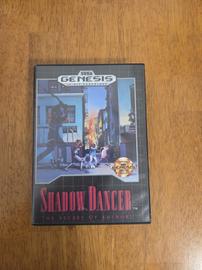 SEGA
GENESIS
SHADOW DANCER
THE SECRET OF SHINOBI